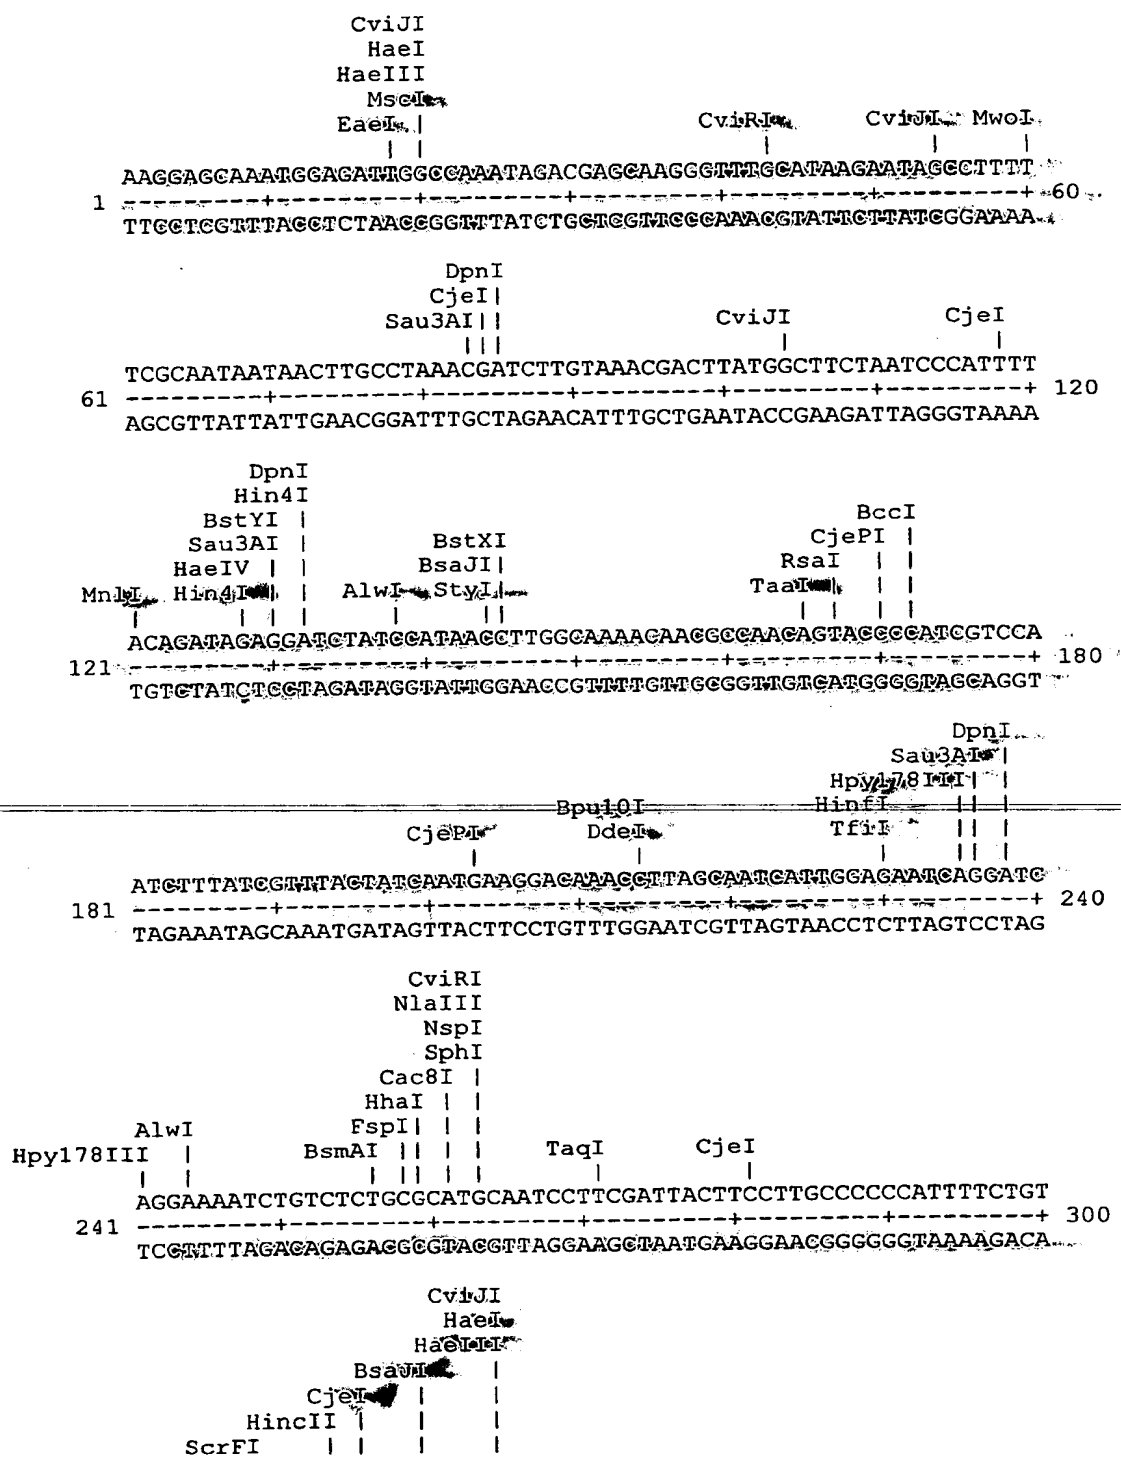 CviJI
HaeI
HaeIII
MscI
EaeI |
CviRI CviJI MwoI
| | | | |
AAGGAGCAAATGGAGATTGGCCAAATAGACGAGCAAGGGTTTGCATAAGAATAGCCTTTT
1 ---------+---------+---------+---------+---------+---------+ 60
TTCCTCGTTTACCTCTAACCGGTTTATCTGCTCGTTCCCAAACGTATTCTTATCGGAAAA
DpnI
CjeI|
Sau3AI|| CviJI CjeI
||| | |
TCGCAATAATAACTTGCCTAAACGATCTTGTAAACGACTTATGGCTTCTAATCCCATTTT
61 ---------+---------+---------+---------+---------+---------+ 120
AGCGTTATTATTGAACGGATTTGCTAGAACATTTGCTGAATACCGAAGATTAGGGTAAAA
DpnI
Hin4I
BstYI | BccI
Sau3AI | BstXI CjePI |
HaeIV | | BsaJI| RsaI | |
MnlI Hin4I | | AlwI StyI| TaaI | | |
| | | | | | | | | | |
ACAGATAGAGGATCTATCCATAACCTTGGCAAAACAACGCCAACAGTACCCCATCGTCCA
121 ---------+---------+---------+---------+---------+---------+ 180
TGTCTATCTCCTAGATAGGTATTGGAACCGTTTTGTTGCGGTTGTCATGGGGTAGCAGGT
DpnI
Sau3AI |
Hpy178III| |
Bpu10I HinfI || |
CjePI DdeI TfiI || |
| | | || |
ATCTTTATCGTTTACTATCAATGAAGGACAAACCTTAGCAATCATTGGAGAATCAGGATC
181 ---------+---------+---------+---------+---------+---------+ 240
TAGAAATAGCAAATGATAGTTACTTCCTGTTTGGAATCGTTAGTAACCTCTTAGTCCTAG
CviRI
NlaIII
NspI
SphI
Cac8I |
HhaI | |
AlwI FspI| | |
Hpy178III | BsmAI || | | TaqI CjeI
| | | || | | | |
AGGAAAATCTGTCTCTGCGCATGCAATCCTTCGATTACTTCCTTGCCCCCCATTTTCTGT
241 ---------+---------+---------+---------+---------+---------+ 300
TCCTTTTAGACAGAGACGCGTACGTTAGGAAGCTAATGAAGGAACGGGGGGTAAAAGACA
CviJI
HaeI
HaeIII
BsaJI |
CjeI | |
HincII | | |
ScrFI | | | |